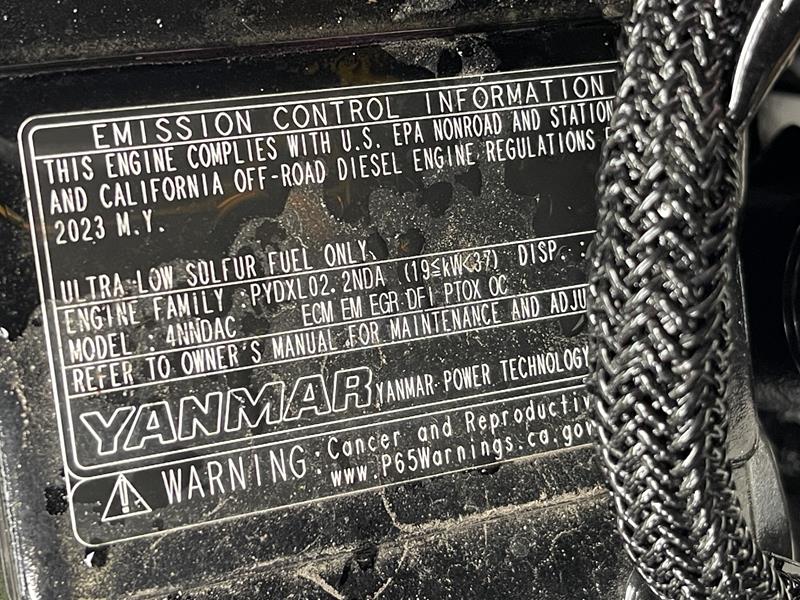 EMISSION CONTROL INFORMATION
THIS ENGINE COMPLIES WITH U.S. EPA NONROAD AND STATION
AND CALIFORNIA OFF-ROAD DIESEL ENGINE REGULATIONS F
2023 M.Y.
ULTRA LOW SULFUR FUEL ONLY
ENGINE FAMILY :PYDXL02.2NDA (19≦kW<37) DISP. :
MODEL : 4NNDAC ECM EM EGR DFI PTOX OC
REFER TO OWNER'S MANUAL FOR MAINTENANCE AND ADJU
YANMAR YANMAR POWER TECHNOLOGY
WARNING: Cancer and Reproductiv
www.P65Warnings.ca.gov